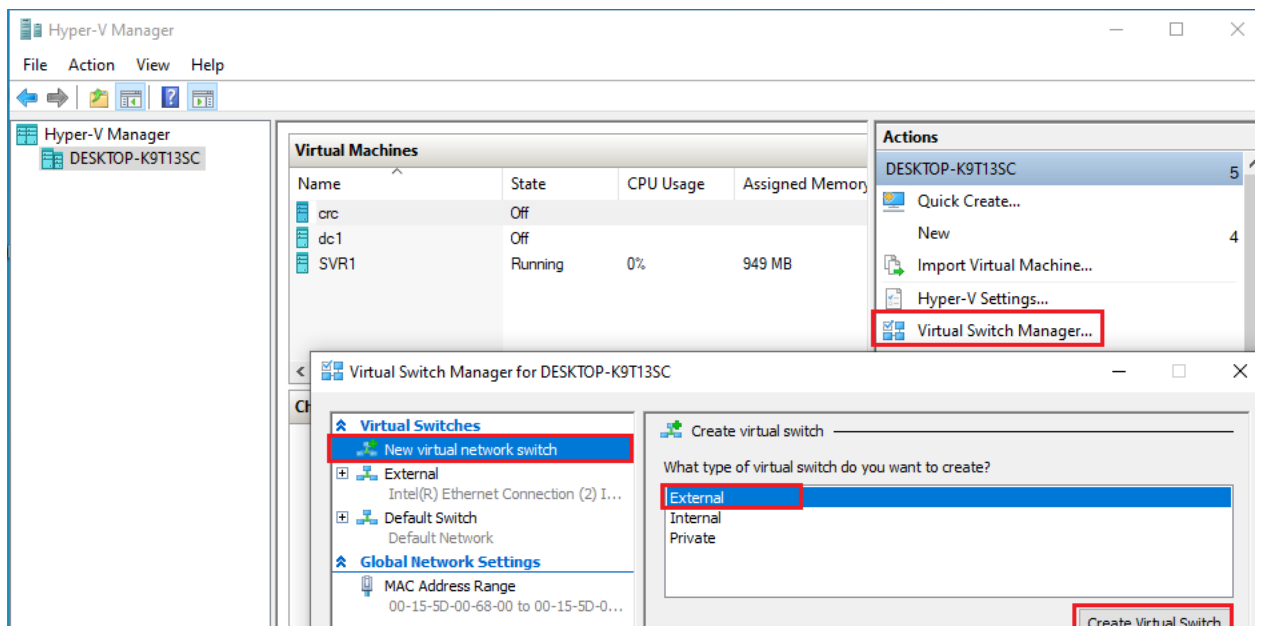 Hyper-V Manager
File Action View Help
Hyper-V Manager
DESKTOP-K9T13SC
Virtual Machines
Name State CPU Usage Assigned Memory
crc Off
dc1 Off
SVR1 Running 0% 949 MB
Actions
DESKTOP-K9T13SC 5
Quick Create...
New 4
Import Virtual Machine...
Hyper-V Settings...
Virtual Switch Manager...
Virtual Switch Manager for DESKTOP-K9T13SC
Virtual Switches
New virtual network switch
External
Intel(R) Ethernet Connection (2) I...
Default Switch
Default Network
Global Network Settings
MAC Address Range
00-15-5D-00-68-00 to 00-15-5D-0...
Create virtual switch
What type of virtual switch do you want to create?
External
Internal
Private
Create Virtual Switch